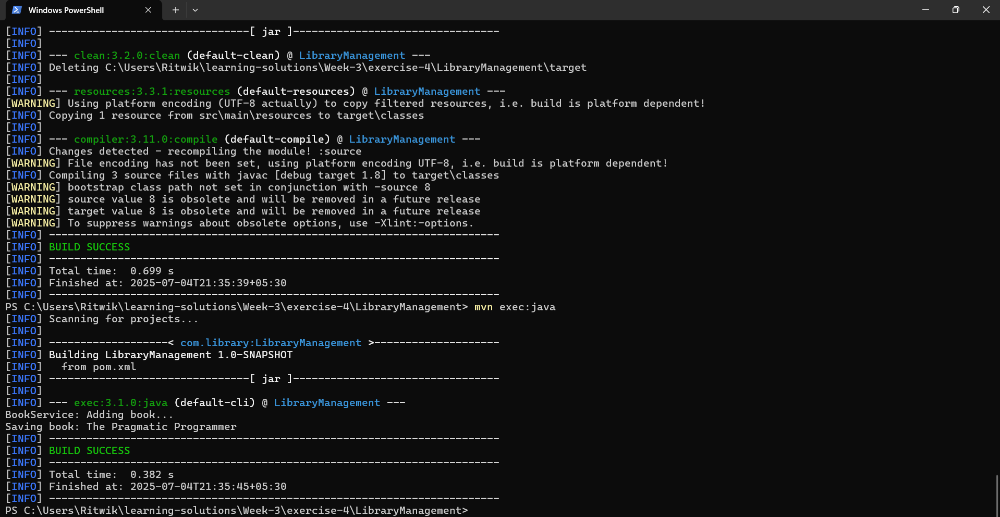 Windows PowerShell
[INFO] --------------------------------[ jar ]---------------------------------
[INFO]
[INFO] --- clean:3.2.0:clean (default-clean) @ LibraryManagement ---
[INFO] Deleting C:\Users\Ritwik\learning-solutions\Week-3\exercise-4\LibraryManagement\target
[INFO]
[INFO] --- resources:3.3.1:resources (default-resources) @ LibraryManagement ---
[WARNING] Using platform encoding (UTF-8 actually) to copy filtered resources, i.e. build is platform dependent!
[INFO] Copying 1 resource from src\main\resources to target\classes
[INFO]
[INFO] --- compiler:3.11.0:compile (default-compile) @ LibraryManagement ---
[INFO] Changes detected - recompiling the module! :source
[WARNING] File encoding has not been set, using platform encoding UTF-8, i.e. build is platform dependent!
[INFO] Compiling 3 source files with javac [debug target 1.8] to target\classes
[WARNING] bootstrap class path not set in conjunction with -source 8
[WARNING] source value 8 is obsolete and will be removed in a future release
[WARNING] target value 8 is obsolete and will be removed in a future release
[WARNING] To suppress warnings about obsolete options, use -Xlint:-options.
[INFO] ------------------------------------------------------------------------
[INFO] BUILD SUCCESS
[INFO] ------------------------------------------------------------------------
[INFO] Total time:  0.699 s
[INFO] Finished at: 2025-07-04T21:35:39+05:30
[INFO] ------------------------------------------------------------------------
PS C:\Users\Ritwik\learning-solutions\Week-3\exercise-4\LibraryManagement> mvn exec:java
[INFO] Scanning for projects...
[INFO]
[INFO] -------------------< com.library:LibraryManagement >--------------------
[INFO] Building LibraryManagement 1.0-SNAPSHOT
[INFO]   from pom.xml
[INFO] --------------------------------[ jar ]---------------------------------
[INFO]
[INFO] --- exec:3.1.0:java (default-cli) @ LibraryManagement ---
BookService: Adding book...
Saving book: The Pragmatic Programmer
[INFO] ------------------------------------------------------------------------
[INFO] BUILD SUCCESS
[INFO] ------------------------------------------------------------------------
[INFO] Total time:  0.382 s
[INFO] Finished at: 2025-07-04T21:35:45+05:30
[INFO] ------------------------------------------------------------------------
PS C:\Users\Ritwik\learning-solutions\Week-3\exercise-4\LibraryManagement>